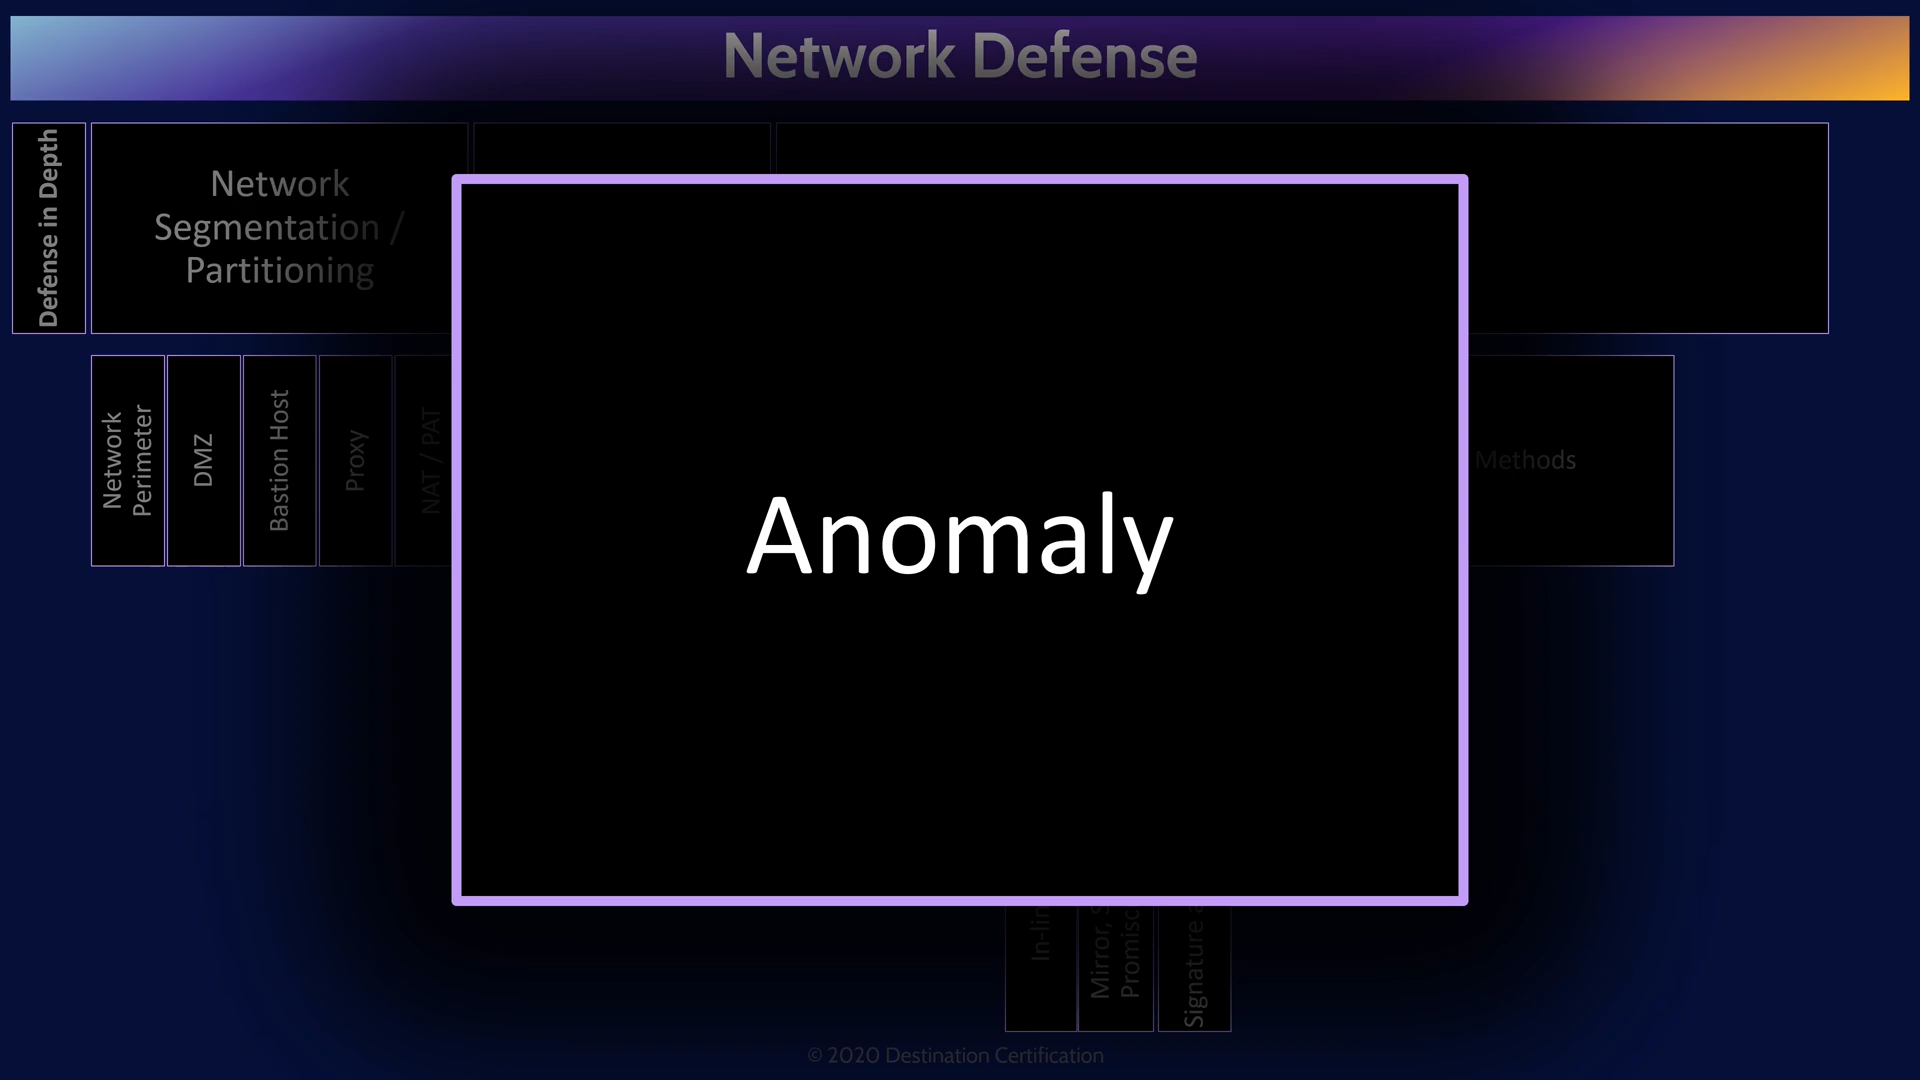 Network Defense
Defense in Depth
Network
Segmentation /
Partitioning
Network
Perimeter
DMZ
Bastion Host
Proxy
NAT / PAT
Anomaly
Methods
Mirror,
Signature
© 2020 Destination Certification